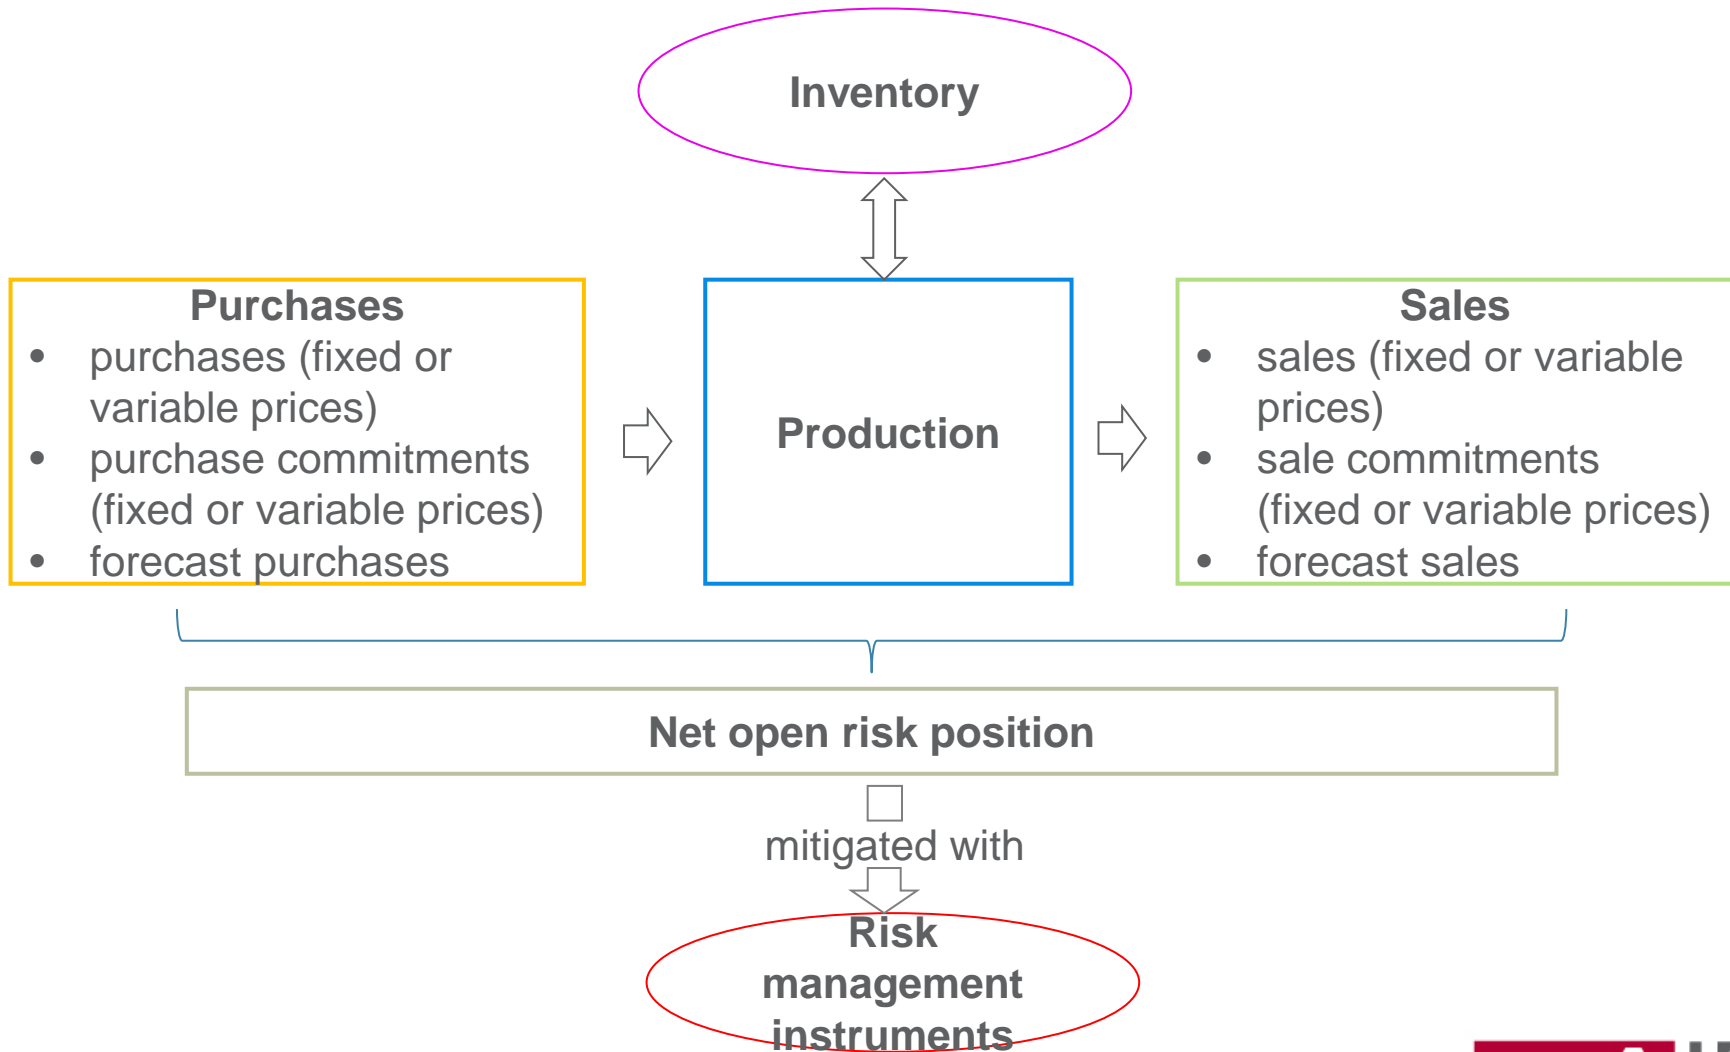 Inventory
Purchases
• purchases (fixed or
variable prices)
• purchase commitments
(fixed or variable prices)
• forecast purchases
Production
Sales
• sales (fixed or variable
prices)
• sale commitments
(fixed or variable prices)
• forecast sales
Net open risk position
mitigated with
Risk
management
instruments